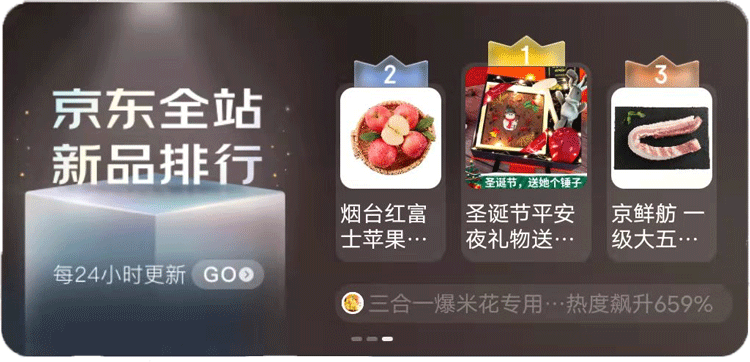 京东全站
新品排行
每24小时更新 GO
2
1
3
圣诞节,送她个锤子
烟台红富
士苹果…
圣诞节平安
夜礼物送…
京鲜舫 一
级大五…
三合一爆米花专用…热度飙升659%